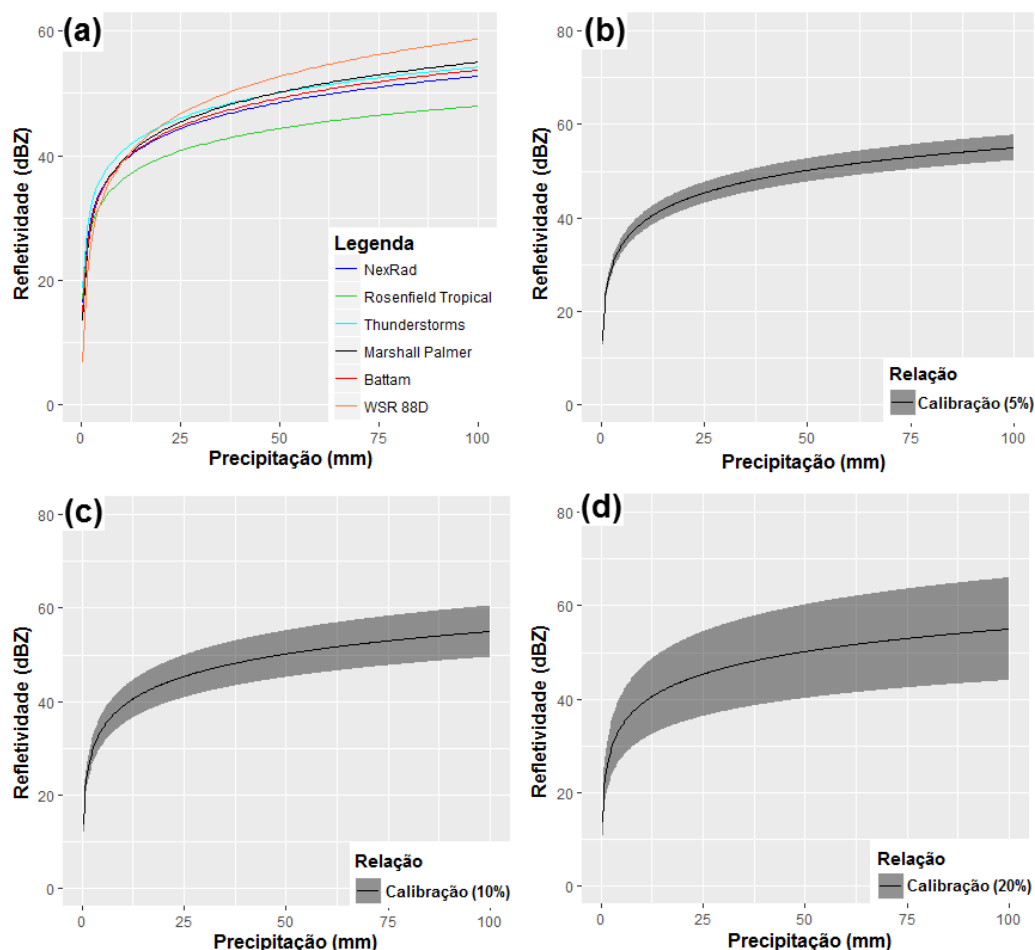 (a)
Refletividade (dBZ)
60
40
20
0
0 25 50 75 100
Precipitação (mm)
Legenda
NexRad
Rosenfield Tropical
Thunderstorms
Marshall Palmer
Battam
WSR 88D
(b)
Refletividade (dBZ)
80
60
40
20
0
0 25 50 75 100
Precipitação (mm)
Relação
Calibração (5%)
(c)
Refletividade (dBZ)
80
60
40
20
0
0 25 50 75 100
Precipitação (mm)
Relação
Calibração (10%)
(d)
Refletividade (dBZ)
80
60
40
20
0
0 25 50 75 100
Precipitação (mm)
Relação
Calibração (20%)